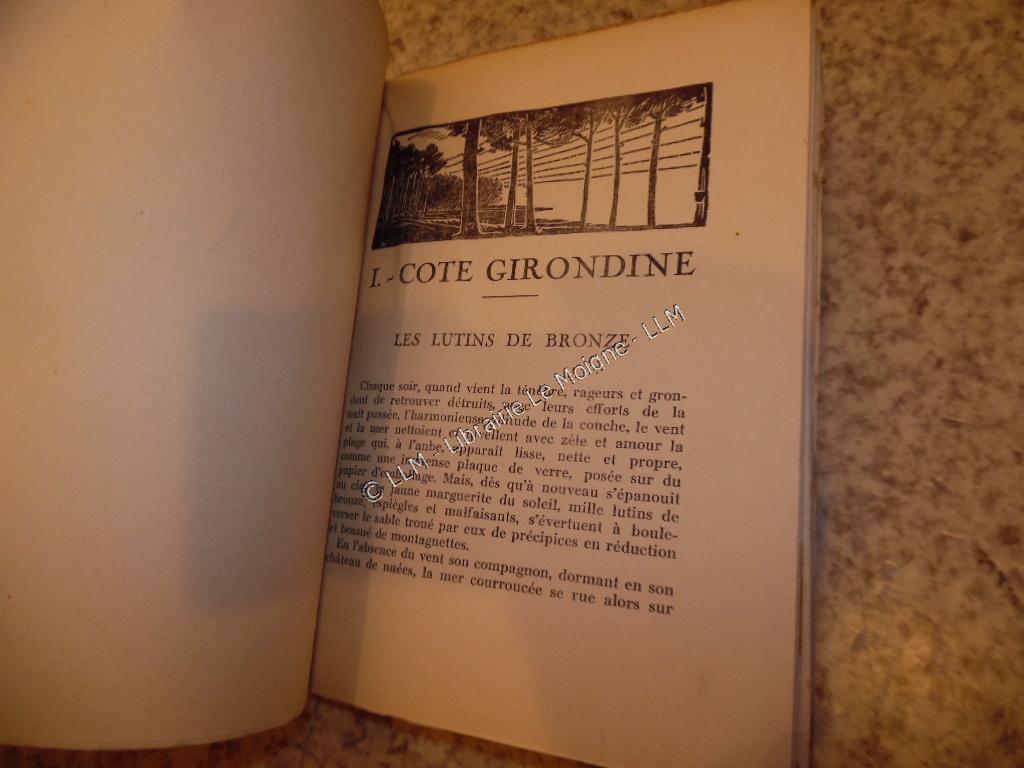 I. - COTE GIRONDINE
LES LUTINS DE BRONZE
Chaque soir, quand vient la ténèbre, rageurs et gron-
dant de retrouver détruits, leurs efforts de la
nuit passée, l'harmonieuse de la conche, le vent
et la mer nettoient et avec zèle et amour la
plage qui, à l'aube, apparaît lisse, nette et propre,
comme une immense plaque de verre, posée sur du
papier d'orange. Mais, dès qu'à nouveau s'épanouit
au ciel la jaune marguerite du soleil, mille lutins de
bronze, espiègles et malfaisants, s'évertuent à boule-
verser le sable troué par eux de précipices en réduction
et bossué de montagnettes.
En l'absence du vent son compagnon, dormant en son
château de nuées, la mer courroucée se rue alors sur
© LLM - Librairie Le Moigne - LLM